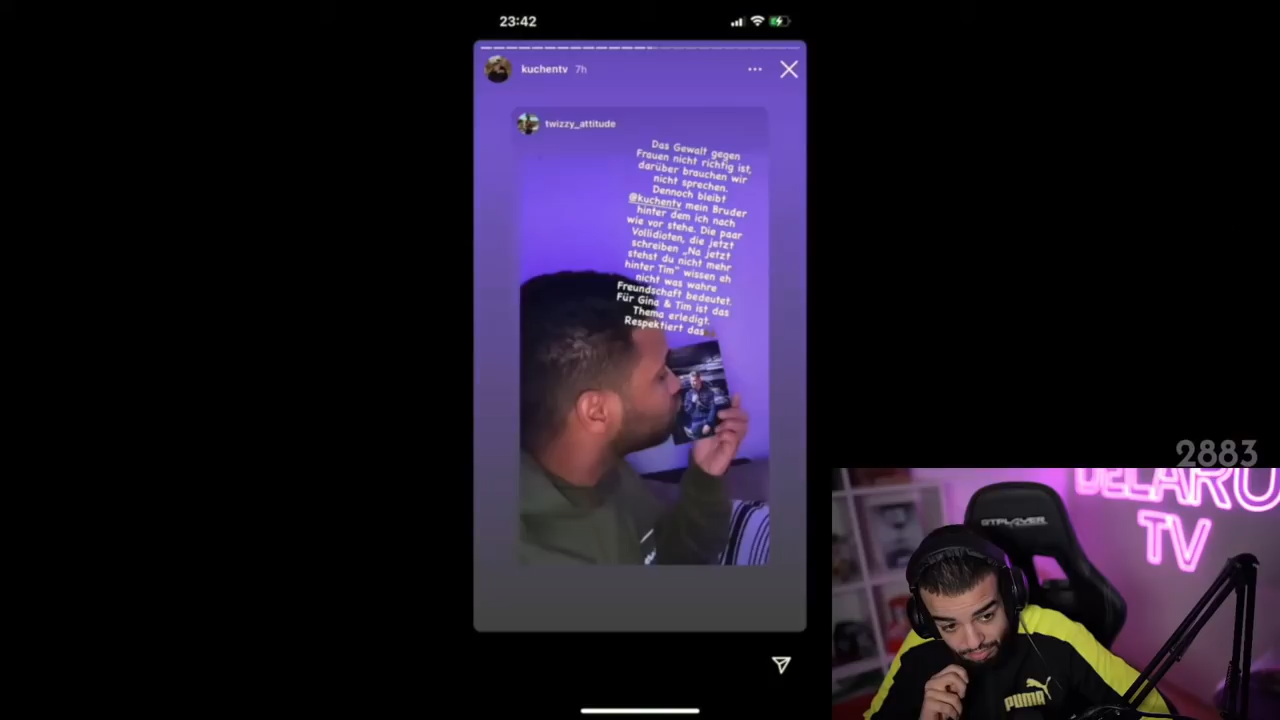 23:42
kuchentv 7h
twizzy_attitude
Das Gewalt gegen
Frauen nicht richtig ist,
darüber brauchen wir
nicht sprechen.
Dennoch bleibt
@kuchentv mein Bruder
hinter dem ich nach
wie vor stehe. Die paar
Vollidioten, die jetzt
schreiben „Na jetzt
stehst du nicht mehr
hinter Tim" wissen eh
nicht was wahre
Freundschaft bedeutet.
Für Gina & Tim ist das
Thema erledigt.
Respektiert das
2883
DELARO
TV
GTPLAYER
PUMA